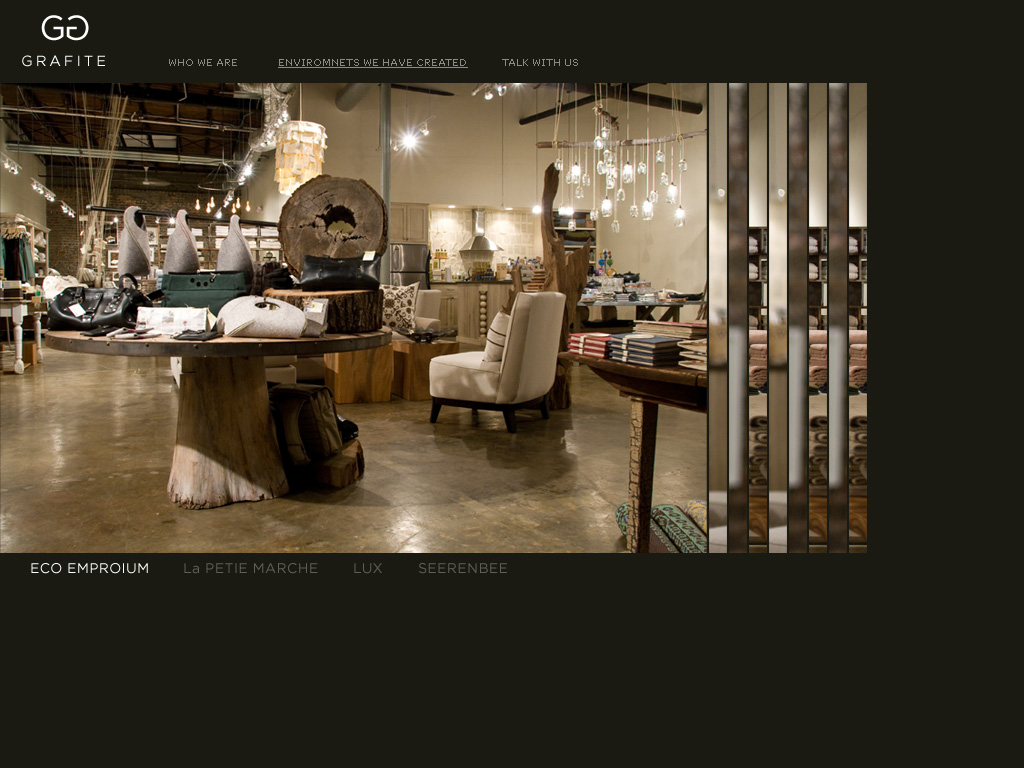 GG
GRAFITE
WHO WE ARE
ENVIROMNETS WE HAVE CREATED
TALK WITH US
ECO EMPROIUM
La PETIE MARCHE
LUX
SEERENBEE